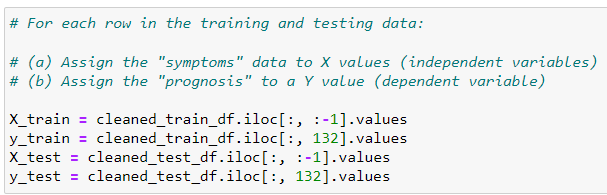 # For each row in the training and testing data:
# (a) Assign the "symptoms" data to X values (independent variables)
# (b) Assign the "prognosis" to a Y value (dependent variable)
X_train = cleaned_train_df.iloc[:, :-1].values
y_train = cleaned_train_df.iloc[:, 132].values
X_test = cleaned_test_df.iloc[:, :-1].values
y_test = cleaned_test_df.iloc[:, 132].values